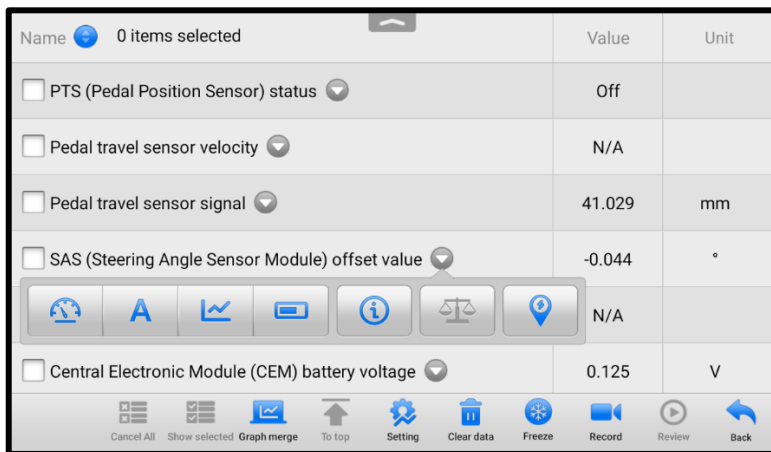 Name 0 items selected Value Unit
PTS (Pedal Position Sensor) status Off
Pedal travel sensor velocity N/A
Pedal travel sensor signal 41.029 mm
SAS (Steering Angle Sensor Module) offset value -0.044 °
A N/A
Central Electronic Module (CEM) battery voltage 0.125 V
Cancel All Show selected Graph merge To top Setting Clear data Freeze Record Review Back